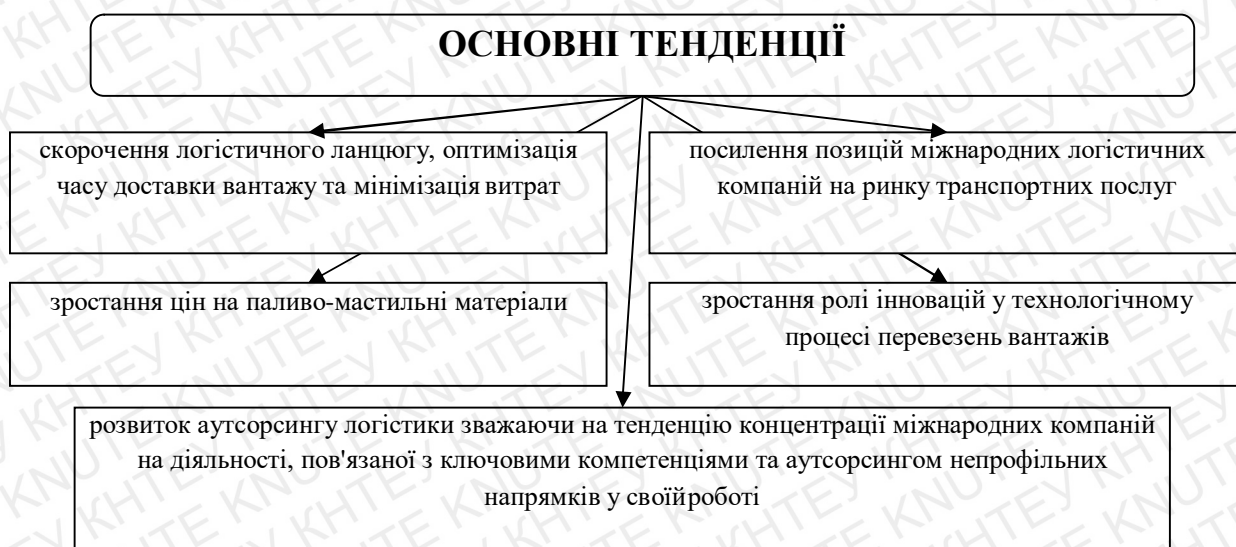 ОСНОВНІ ТЕНДЕНЦІЇ
скорочення логістичного ланцюгу, оптимізація
часу доставки вантажу та мінімізація витрат
посилення позицій міжнародних логістичних
компаній на ринку транспортних послуг
зростання цін на паливо-мастильні матеріали
зростання ролі інновацій у технологічному
процесі перевезень вантажів
розвиток аутсорсингу логістики зважаючи на тенденцію концентрації міжнародних компаній
на діяльності, пов'язаної з ключовими компетенціями та аутсорсингом непрофільних
напрямків у своїйроботі